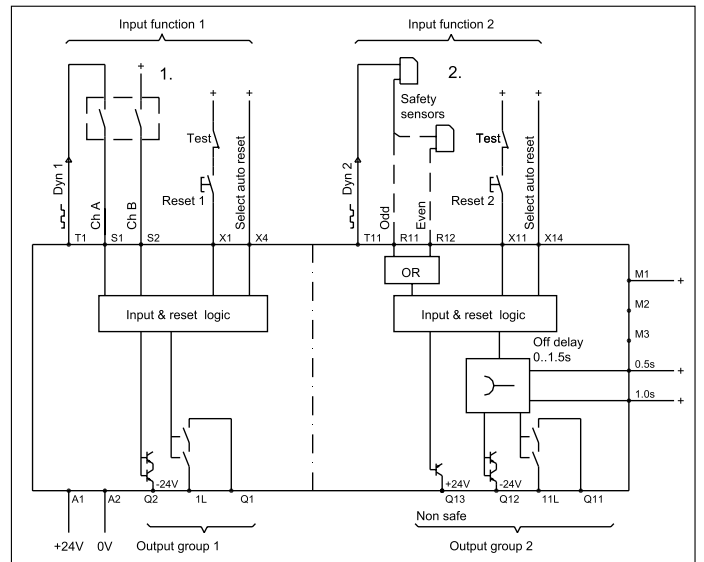 Input function 1
Input function 2
+
1.
2.
+
+
+
+
Safety
sensors
Test
Test
Select auto reset
Select auto reset
Dyn 1
Dyn 2
Ch A
Ch B
Reset 1
Odd
Even
Reset 2
T1
S1
S2
X1
X4
T11
R11
R12
X11
X14
OR
M1
+
M2
M3
Input & reset logic
Input & reset logic
Off delay
0..1.5s
0.5s
+
1.0s
+
-24V
+24V
-24V
A1
A2
Q2
1L
Q1
Q13
Q12
11L
Q11
Non safe
+24V
0V
Output group 1
Output group 2